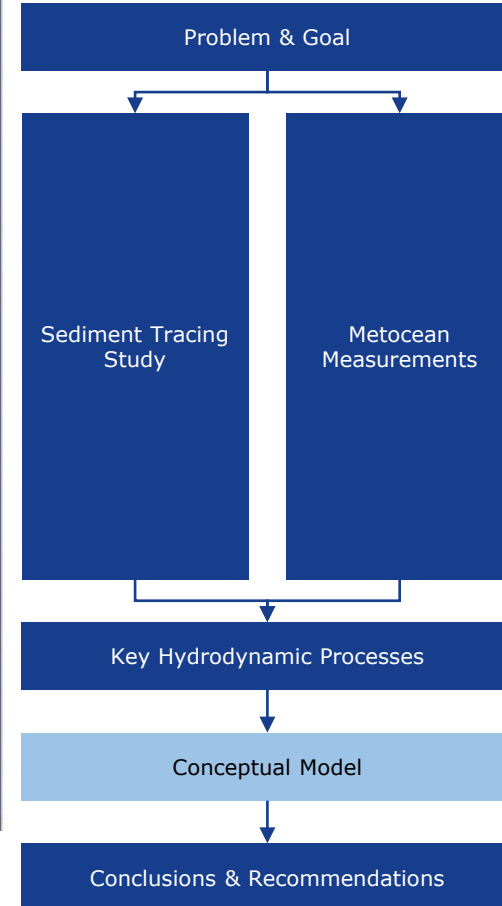 Problem & Goal
Sediment Tracing
Study
Metocean
Measurements
Key Hydrodynamic Processes
Conceptual Model
Conclusions & Recommendations